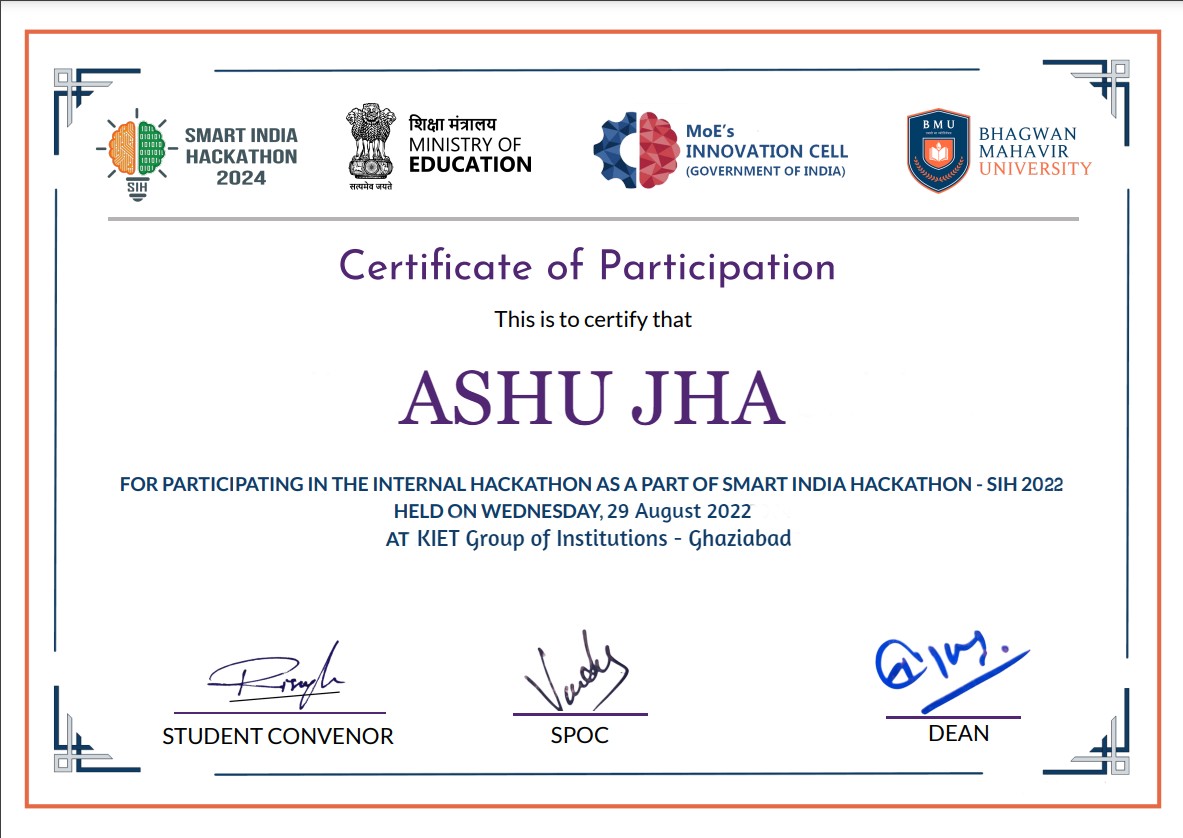 SMART INDIA
HACKATHON
2024
SIH
शिक्षा मंत्रालय
MINISTRY OF
EDUCATION
सत्यमेव जयते
MoE's
INNOVATION CELL
(GOVERNMENT OF INDIA)
BMU
BHAGWAN
MAHAVIR
UNIVERSITY
Certificate of Participation
This is to certify that
ASHU JHA
FOR PARTICIPATING IN THE INTERNAL HACKATHON AS A PART OF SMART INDIA HACKATHON - SIH 2022
HELD ON WEDNESDAY, 29 August 2022
AT KIET Group of Institutions - Ghaziabad
STUDENT CONVENOR
SPOC
DEAN